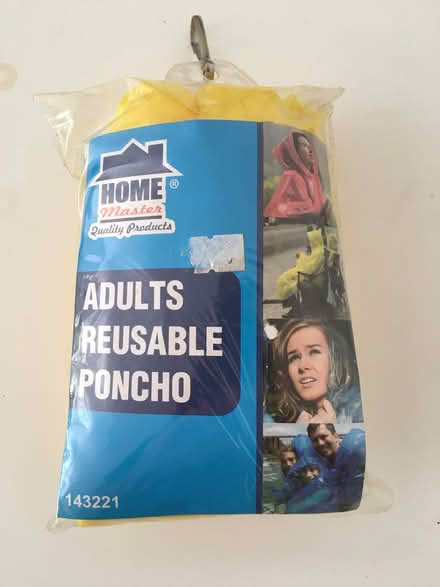 HOME
Master
®
Quality Products
ADULTS
REUSABLE
PONCHO
143221